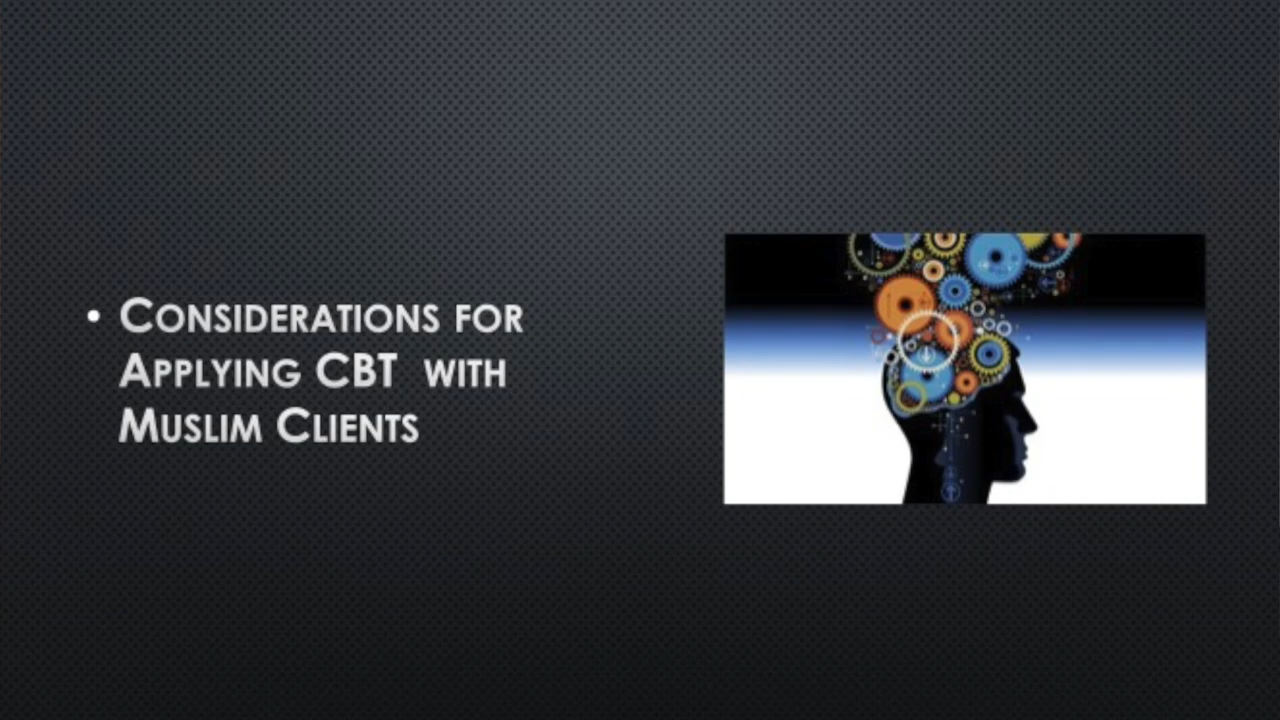 • Considerations for
Applying CBT with
Muslim Clients